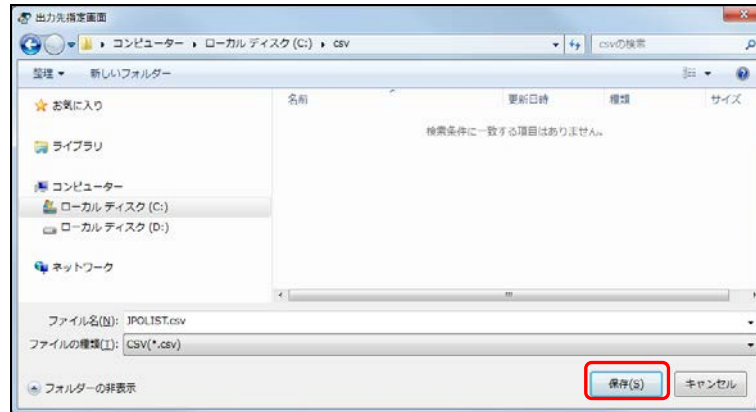 出力先指定画面
コンピューター ▸ ローカル ディスク (C:) ▸ csv
csvの検索
整理 ▼ 新しいフォルダー
名前 更新日時 種類 サイズ
検索条件に一致する項目はありません。
お気に入り
ライブラリ
コンピューター
ローカル ディスク (C:)
ローカル ディスク (D:)
ネットワーク
ファイル名(N): JPOLIST.csv
ファイルの種類(T): CSV(*.csv)
フォルダーの非表示
保存(S) キャンセル